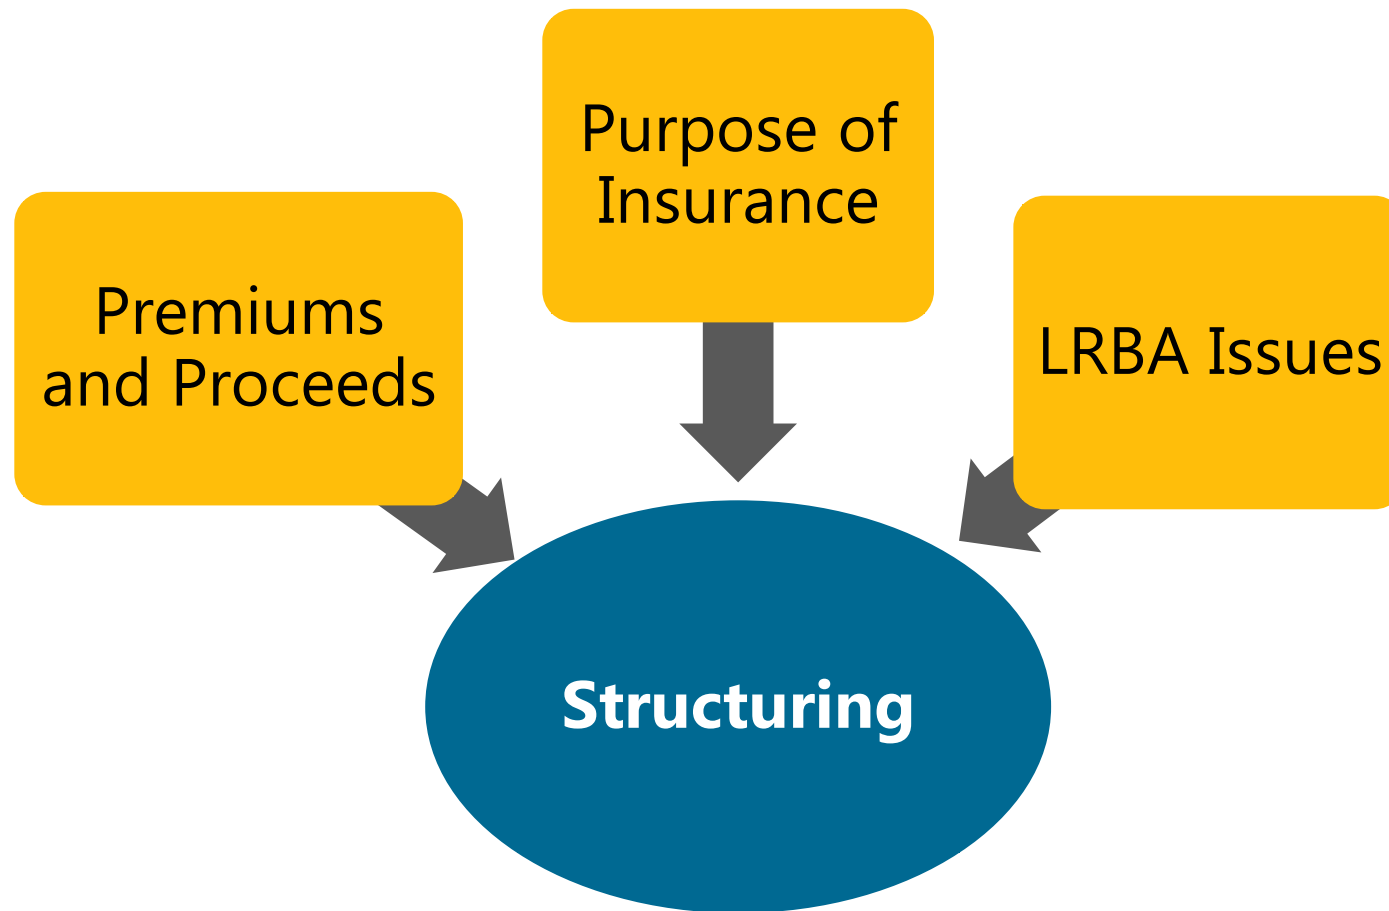 Purpose of
Insurance
Premiums
and Proceeds
LRBA Issues
Structuring